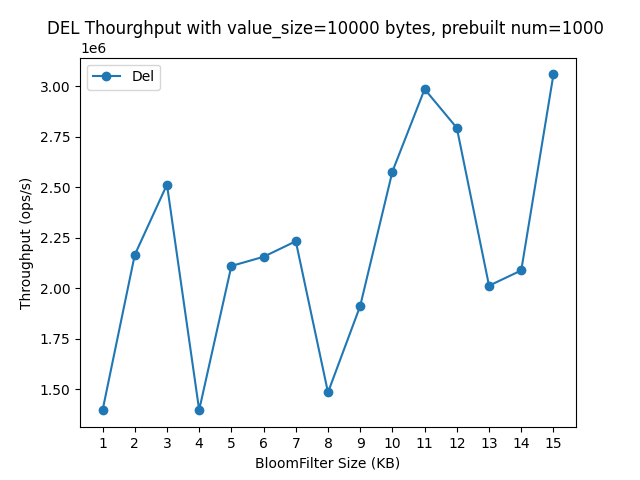 DEL Thourghput with value_size=10000 bytes, prebuilt num=1000
1e6
Del
3.00
2.75
2.50
2.25
2.00
1.75
1.50
Throughput (ops/s)
1 2 3 4 5 6 7 8 9 10 11 12 13 14 15
BloomFilter Size (KB)